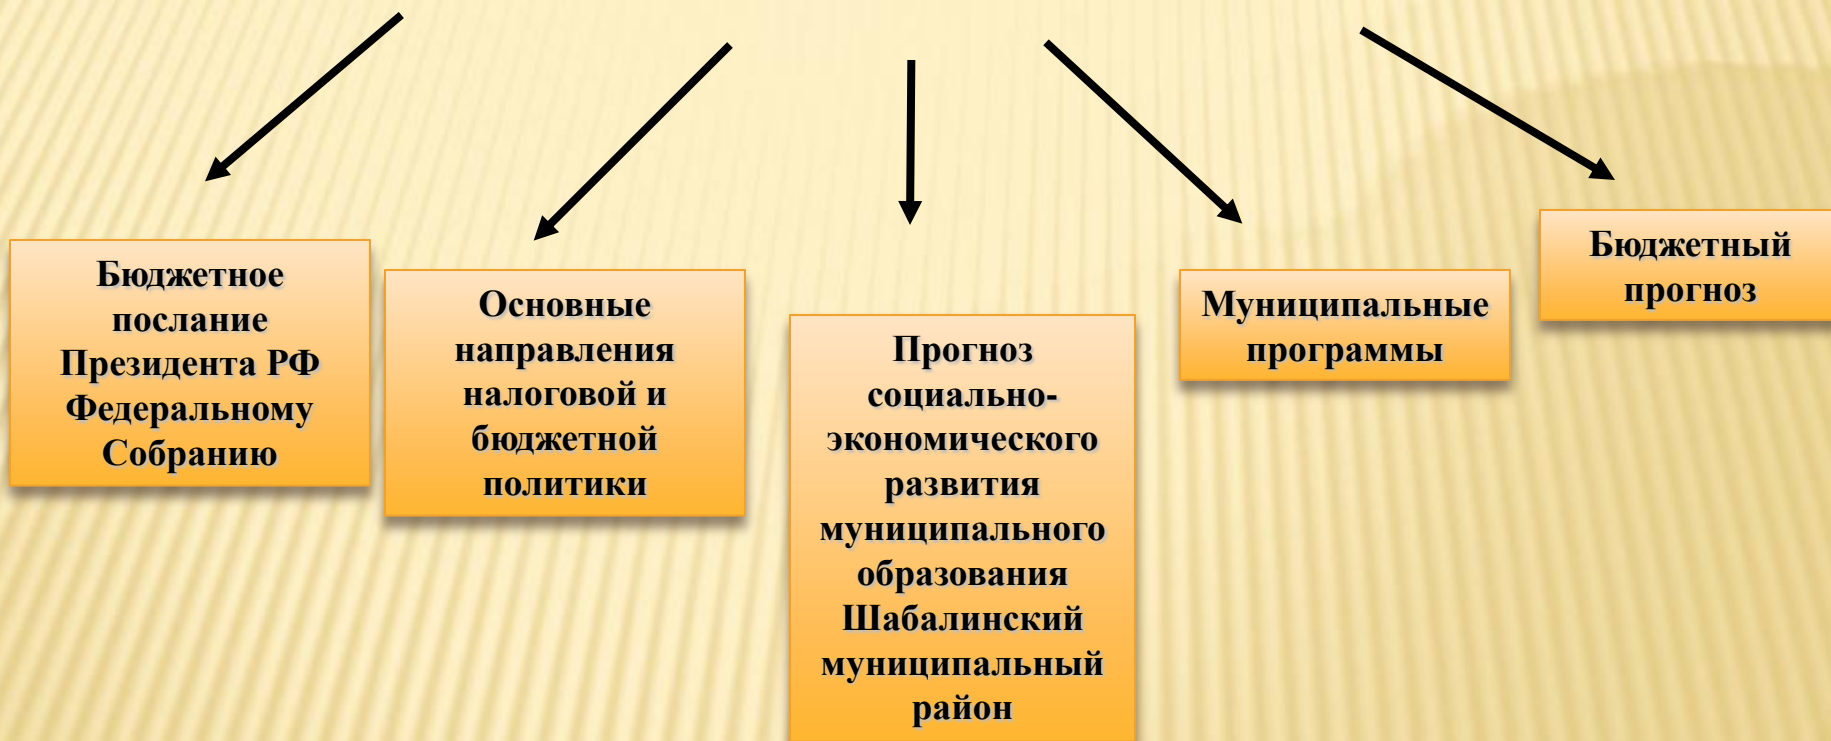 Бюджетное
послание
Президента РФ
Федеральному
Собранию
Основные
направления
налоговой и
бюджетной
политики
Прогноз
социально-
экономического
развития
муниципального
образования
Шабалинский
муниципальный
район
Муниципальные
программы
Бюджетный
прогноз